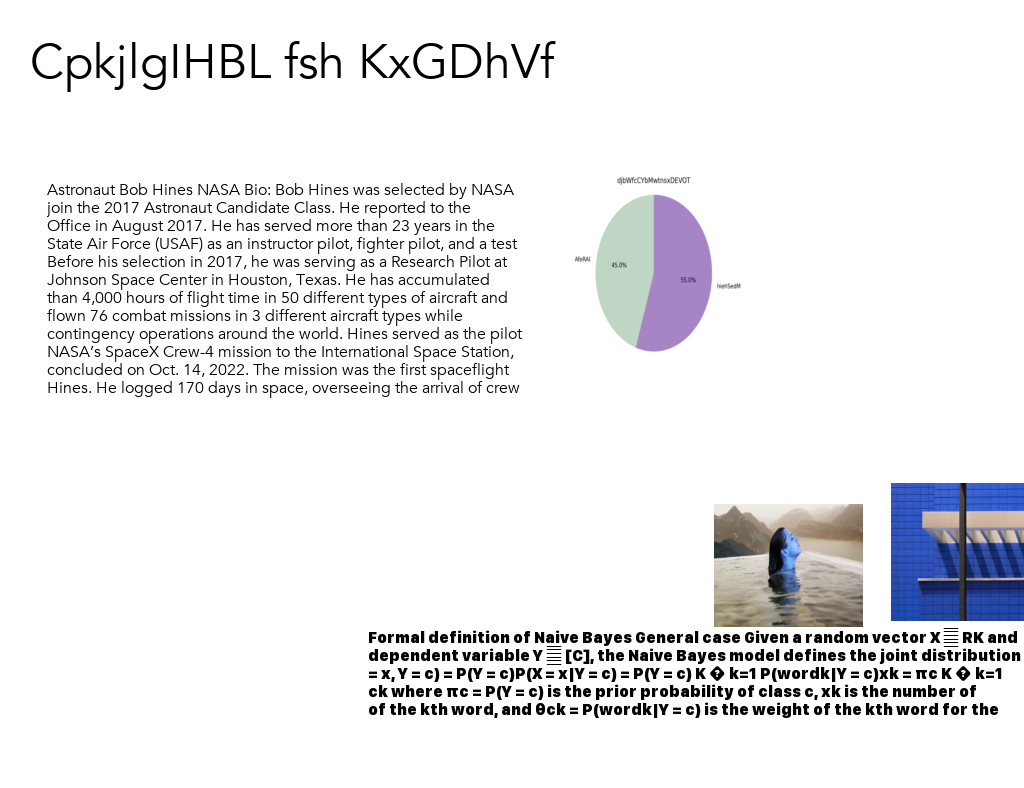 CpkjlgIHBL fsh KxGDhVf
Astronaut Bob Hines NASA Bio: Bob Hines was selected by NASA
join the 2017 Astronaut Candidate Class. He reported to the
Office in August 2017. He has served more than 23 years in the
State Air Force (USAF) as an instructor pilot, fighter pilot, and a test
Before his selection in 2017, he was serving as a Research Pilot at
Johnson Space Center in Houston, Texas. He has accumulated
than 4,000 hours of flight time in 50 different types of aircraft and
flown 76 combat missions in 3 different aircraft types while
contingency operations around the world. Hines served as the pilot
NASA's SpaceX Crew-4 mission to the International Space Station,
concluded on Oct. 14, 2022. The mission was the first spaceflight
Hines. He logged 170 days in space, overseeing the arrival of crew
djbWfcCYbMwtnsxDEVOT
AfeRAI
45.0%
55.0%
hiehSedM
Formal definition of Naive Bayes General case Given a random vector X RK and
dependent variable Y [C], the Naive Bayes model defines the joint distribution
= x, Y = c) = P(Y = c)P(X = x|Y = c) = P(Y = c) K � k=1 P(wordk|Y = c)xk = πc K � k=1
ck where πc = P(Y = c) is the prior probability of class c, xk is the number of
of the kth word, and θck = P(wordk|Y = c) is the weight of the kth word for the